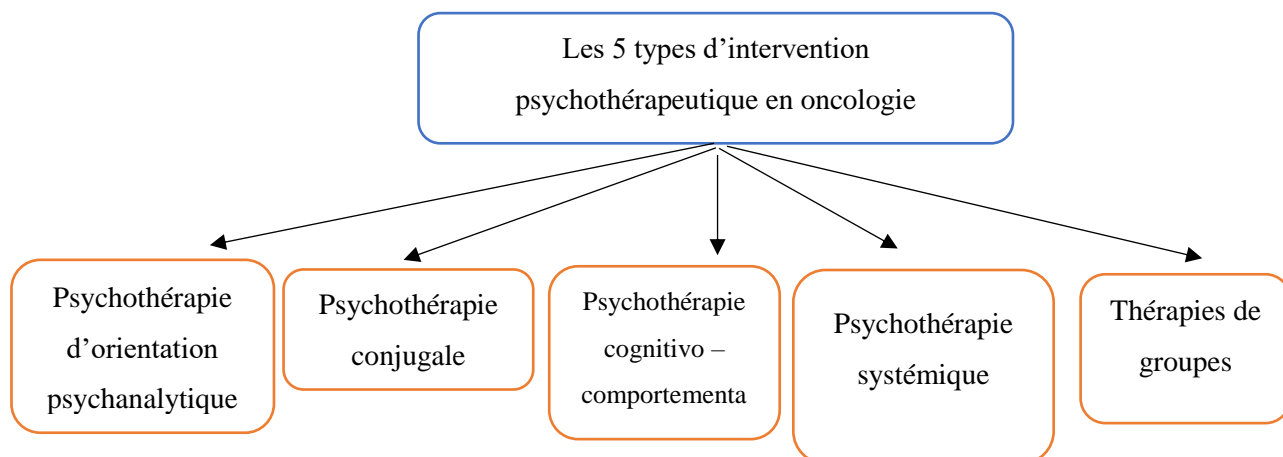 Les 5 types d’intervention
psychothérapeutique en oncologie
Psychothérapie
d’orientation
psychanalytique
Psychothérapie
conjugale
Psychothérapie
cognitivo –
comportementa
Psychothérapie
systémique
Thérapies de
groupes